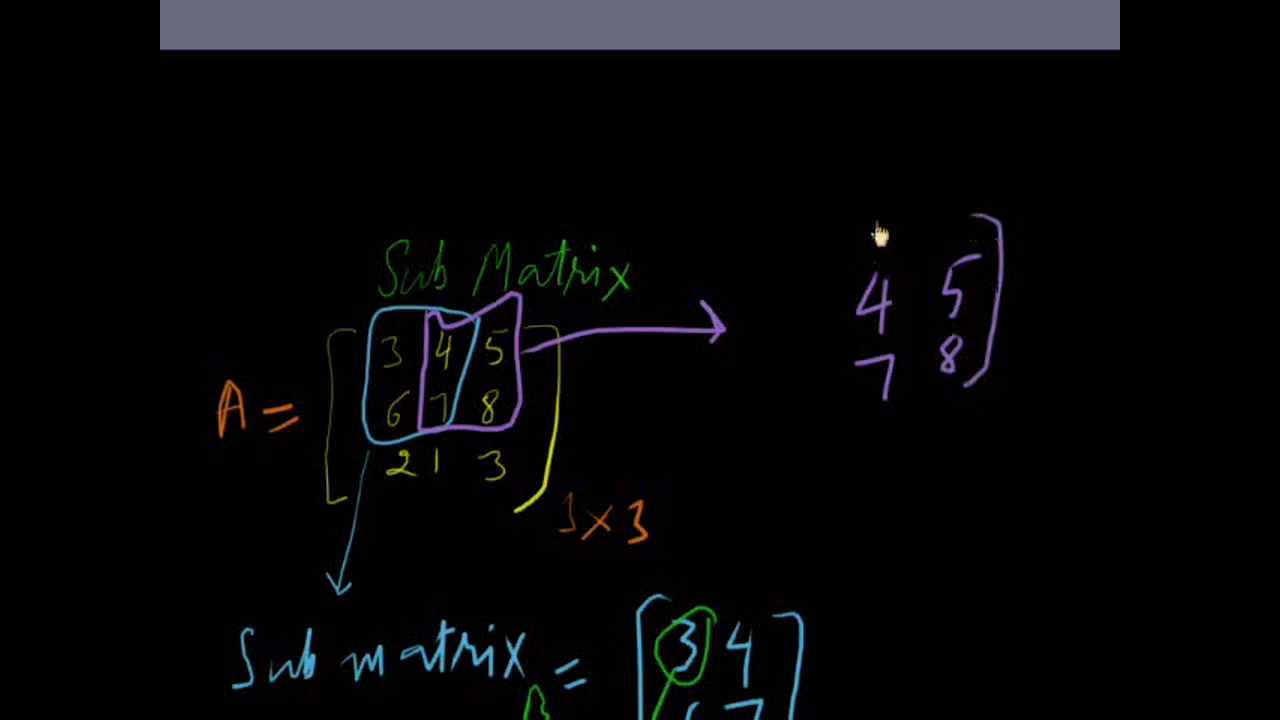 Sub Matrix
3 4 5
6 7 8
2 1 3
A =
3 × 3
4 5
7 8
Sub matrix =
3 4
7